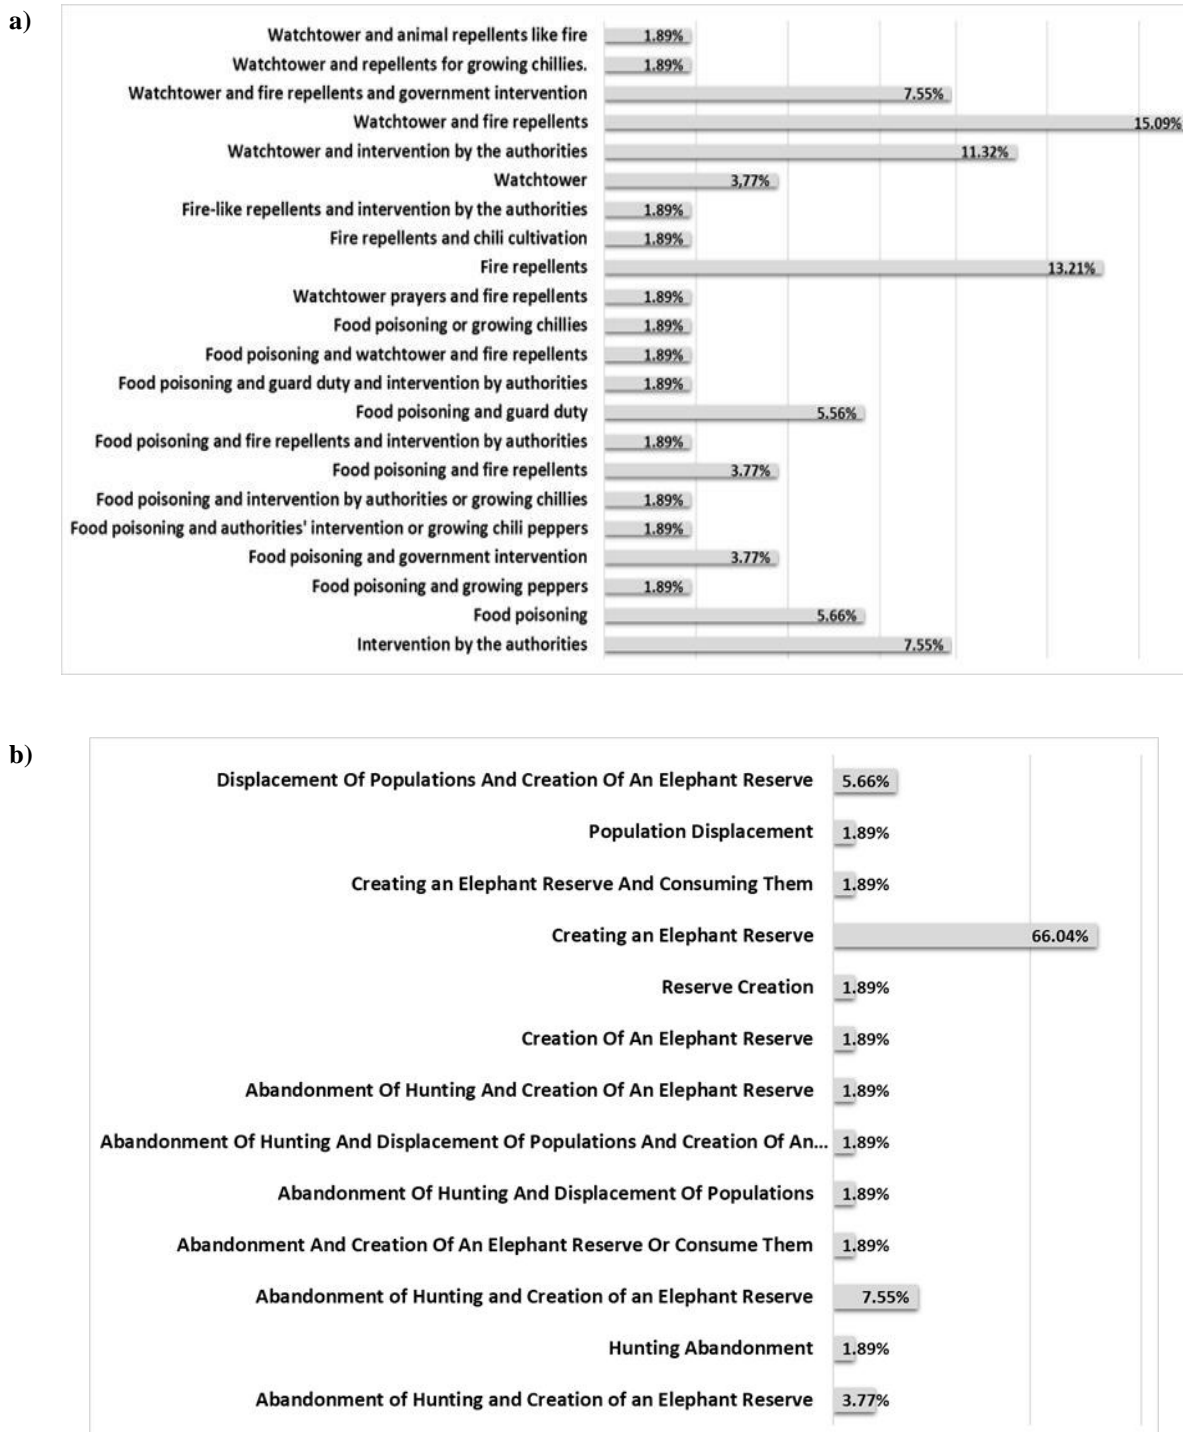 a)
Watchtower and animal repellents like fire 1.89%
Watchtower and repellents for growing chillies. 1.89%
Watchtower and fire repellents and government intervention 7.55%
Watchtower and fire repellents 15.09%
Watchtower and intervention by the authorities 11.32%
Watchtower 3,77%
Fire-like repellents and intervention by the authorities 1.89%
Fire repellents and chili cultivation 1.89%
Fire repellents 13.21%
Watchtower prayers and fire repellents 1.89%
Food poisoning or growing chillies 1.89%
Food poisoning and watchtower and fire repellents 1.89%
Food poisoning and guard duty and intervention by authorities 1.89%
Food poisoning and guard duty 5.56%
Food poisoning and fire repellents and intervention by authorities 1.89%
Food poisoning and fire repellents 3.77%
Food poisoning and intervention by authorities or growing chillies 1.89%
Food poisoning and authorities' intervention or growing chili peppers 1.89%
Food poisoning and government intervention 3.77%
Food poisoning and growing peppers 1.89%
Food poisoning 5.66%
Intervention by the authorities 7.55%
b)
Displacement Of Populations And Creation Of An Elephant Reserve 5.66%
Population Displacement 1.89%
Creating an Elephant Reserve And Consuming Them 1.89%
Creating an Elephant Reserve 66.04%
Reserve Creation 1.89%
Creation Of An Elephant Reserve 1.89%
Abandonment Of Hunting And Creation Of An Elephant Reserve 1.89%
Abandonment Of Hunting And Displacement Of Populations And Creation Of An... 1.89%
Abandonment Of Hunting And Displacement Of Populations 1.89%
Abandonment And Creation Of An Elephant Reserve Or Consume Them 1.89%
Abandonment of Hunting and Creation of an Elephant Reserve 7.55%
Hunting Abandonment 1.89%
Abandonment of Hunting and Creation of an Elephant Reserve 3.77%